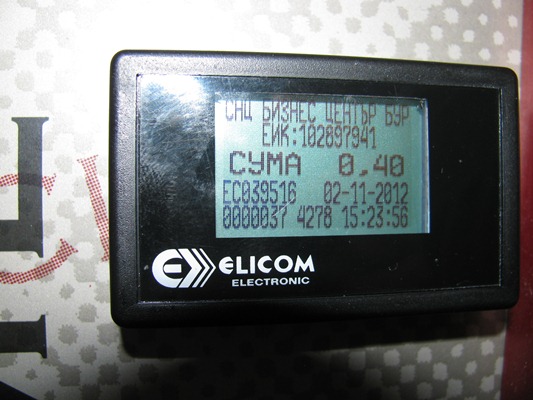 СНЦ БИЗНЕС ЦЕНТЪР БУР
ЕИК:102897941
СУМА 0,40
EC039516 02-11-2012
0000037 4278 15:23:56
ELICOM
ELECTRONIC